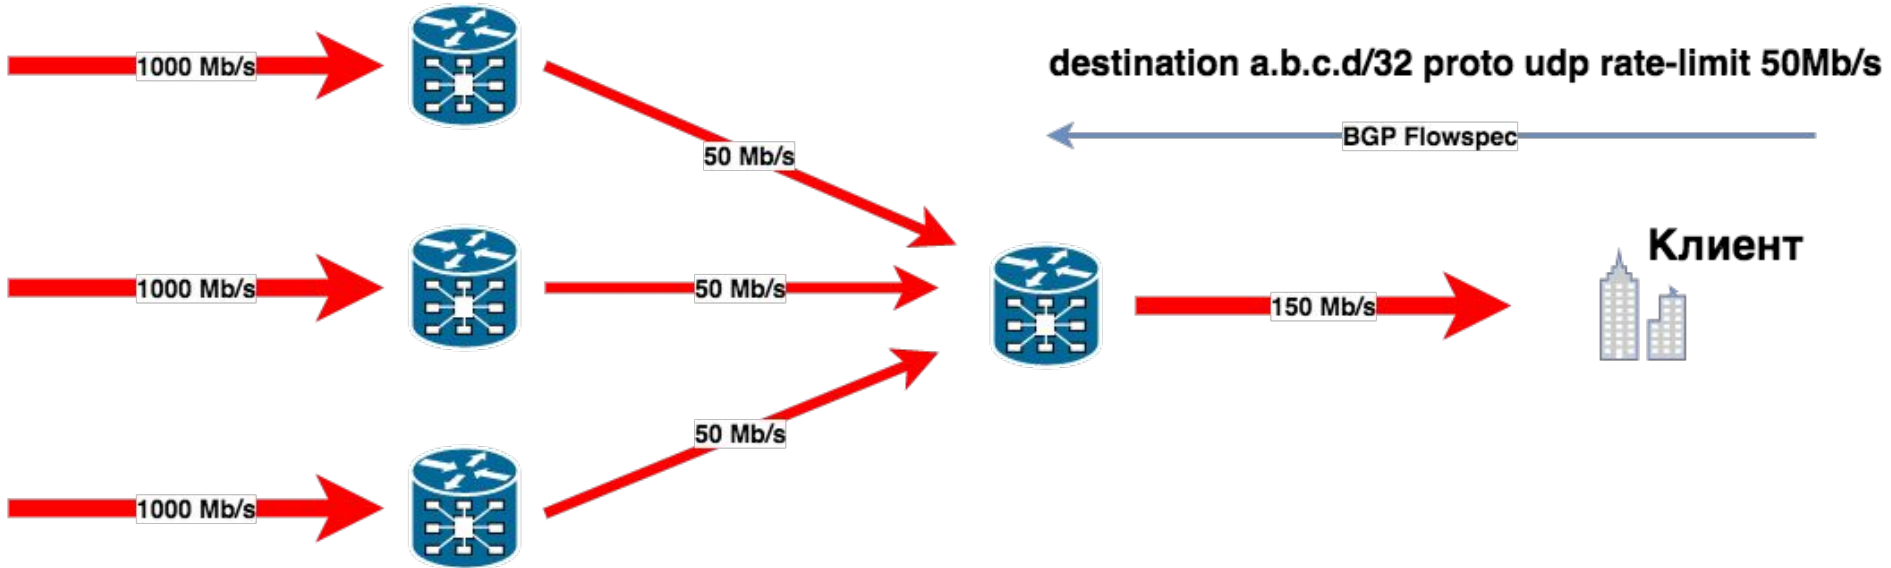 1000 Mb/s
destination a.b.c.d/32 proto udp rate-limit 50Mb/s
BGP Flowspec
50 Mb/s
Клиент
1000 Mb/s
50 Mb/s
150 Mb/s
50 Mb/s
1000 Mb/s